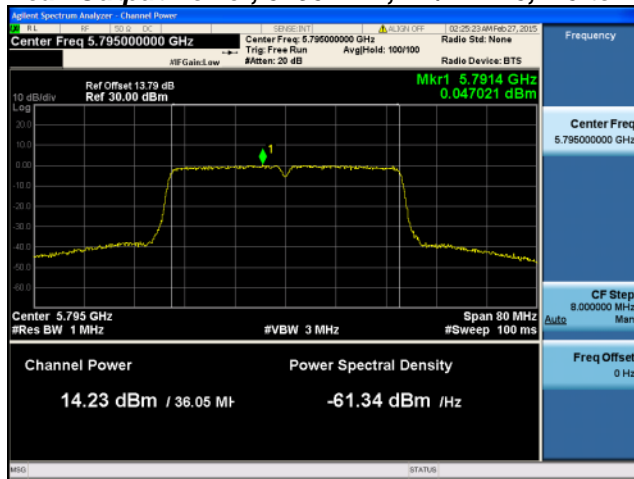 Agilent Spectrum Analyzer - Channel Power
RL RF 50 Ω DC SENSE:INT ALIGN OFF 02:25:23 AM Feb 27, 2015
Center Freq 5.795000000 GHz
Center Freq: 5.795000000 GHz Radio Std: None
Trig: Free Run Avg|Hold: 100/100
#IFGain:Low #Atten: 20 dB Radio Device: BTS
Frequency
Mkr1 5.7914 GHz
0.047021 dBm
Ref Offset 13.79 dB
10 dB/div Ref 30.00 dBm
Log
20.0
10.0
0.00
-10.0
-20.0
-30.0
-40.0
-50.0
-60.0
1
Center 5.795 GHz Span 80 MHz
#Res BW 1 MHz #VBW 3 MHz #Sweep 100 ms
Center Freq
5.795000000 GHz
CF Step
8.000000 MHz
Auto Man
Freq Offset
0 Hz
Channel Power Power Spectral Density
14.23 dBm / 36.05 MH -61.34 dBm /Hz
MSG STATUS